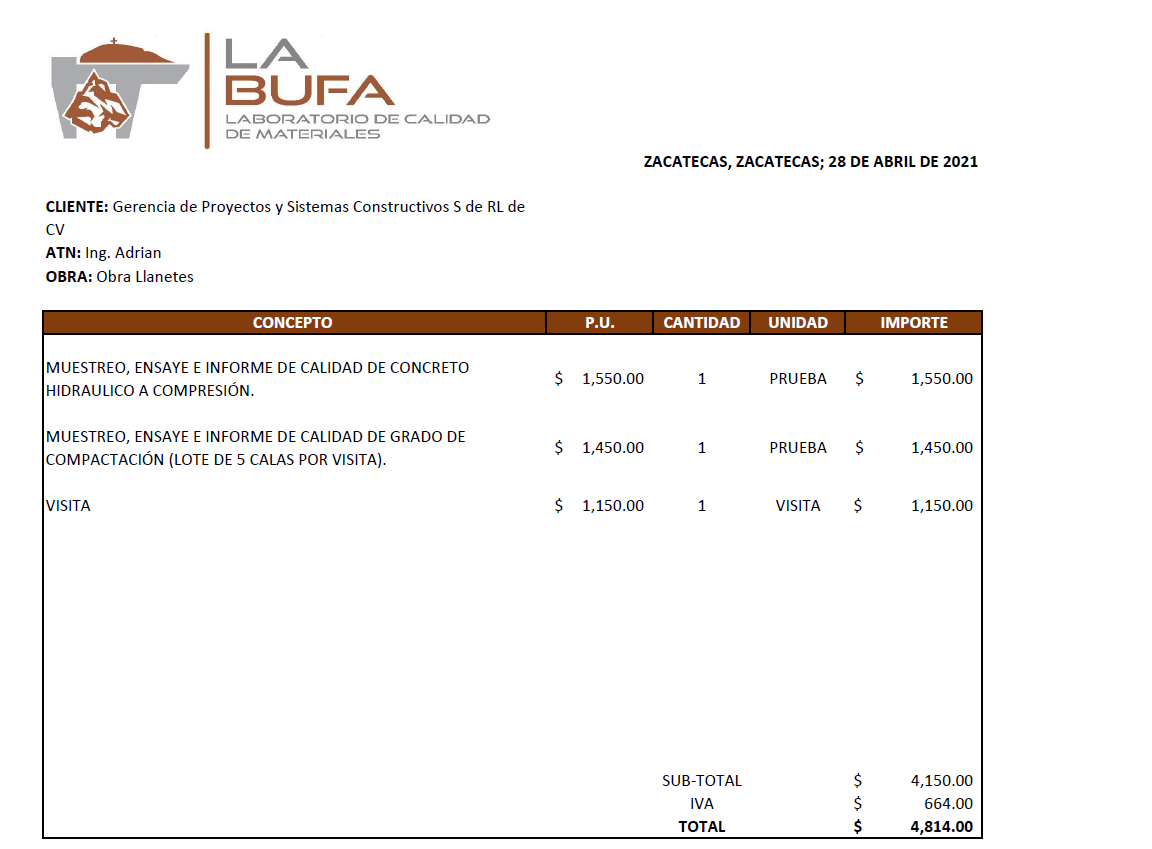 LA
BUFA
LABORATORIO DE CALIDAD
DE MATERIALES
ZACATECAS, ZACATECAS; 28 DE ABRIL DE 2021
CLIENTE: Gerencia de Proyectos y Sistemas Constructivos S de RL de
CV
ATN: Ing. Adrian
OBRA: Obra Llanetes
CONCEPTO P.U. CANTIDAD UNIDAD IMPORTE
MUESTREO, ENSAYE E INFORME DE CALIDAD DE CONCRETO
HIDRAULICO A COMPRESIÓN. $ 1,550.00 1 PRUEBA $ 1,550.00
MUESTREO, ENSAYE E INFORME DE CALIDAD DE GRADO DE
COMPACTACIÓN (LOTE DE 5 CALAS POR VISITA). $ 1,450.00 1 PRUEBA $ 1,450.00
VISITA $ 1,150.00 1 VISITA $ 1,150.00
SUB-TOTAL $ 4,150.00
IVA $ 664.00
TOTAL $ 4,814.00